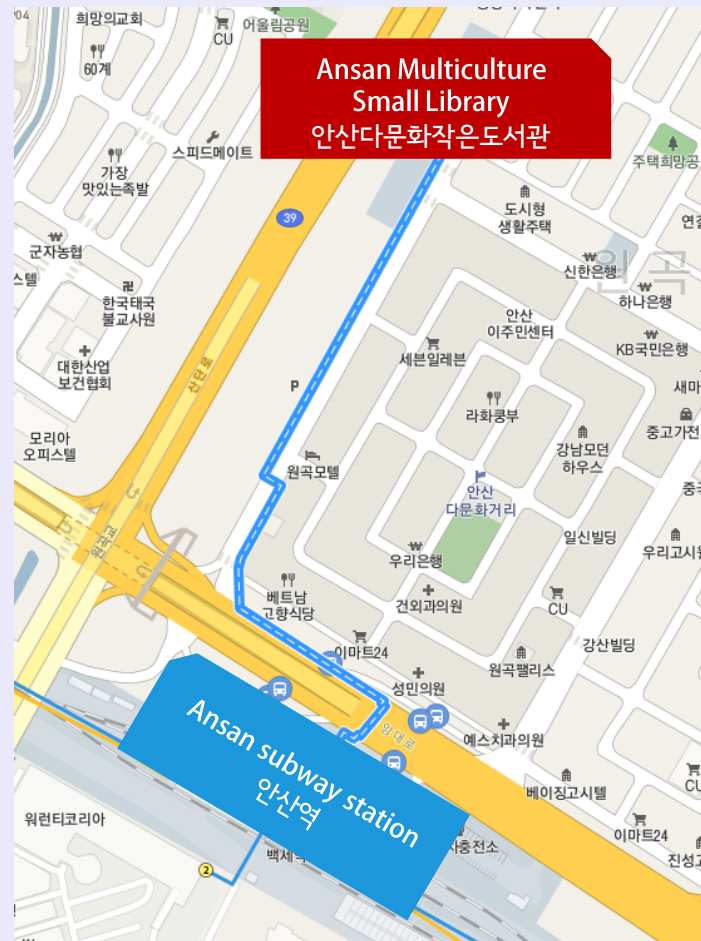 희망의교회
CU
어울림공원
60계
Ansan Multiculture
Small Library
안산다문화작은도서관
스피드메이트
가장
맛있는족발
주택희망공
도시형
생활주택
39
군자농협
신한은행
원곡
하나은행
한국태국
불교사원
안산
이주민센터
KB국민은행
세븐일레븐
대한산업
보건협회
산단로
P
새마
라화쿵부
중고가전
모리아
오피스텔
강남모던
하우스
원곡모텔
안산
다문화거리
원곡교
일신빌딩
우리은행
우리고시원
베트남
고향식당
건외과의원
CU
이마트24
강산빌딩
원곡팰리스
성민의원
Ansan subway station
안산역
예스치과의원
베이징고시텔
CU
워런티코리아
이마트24
2